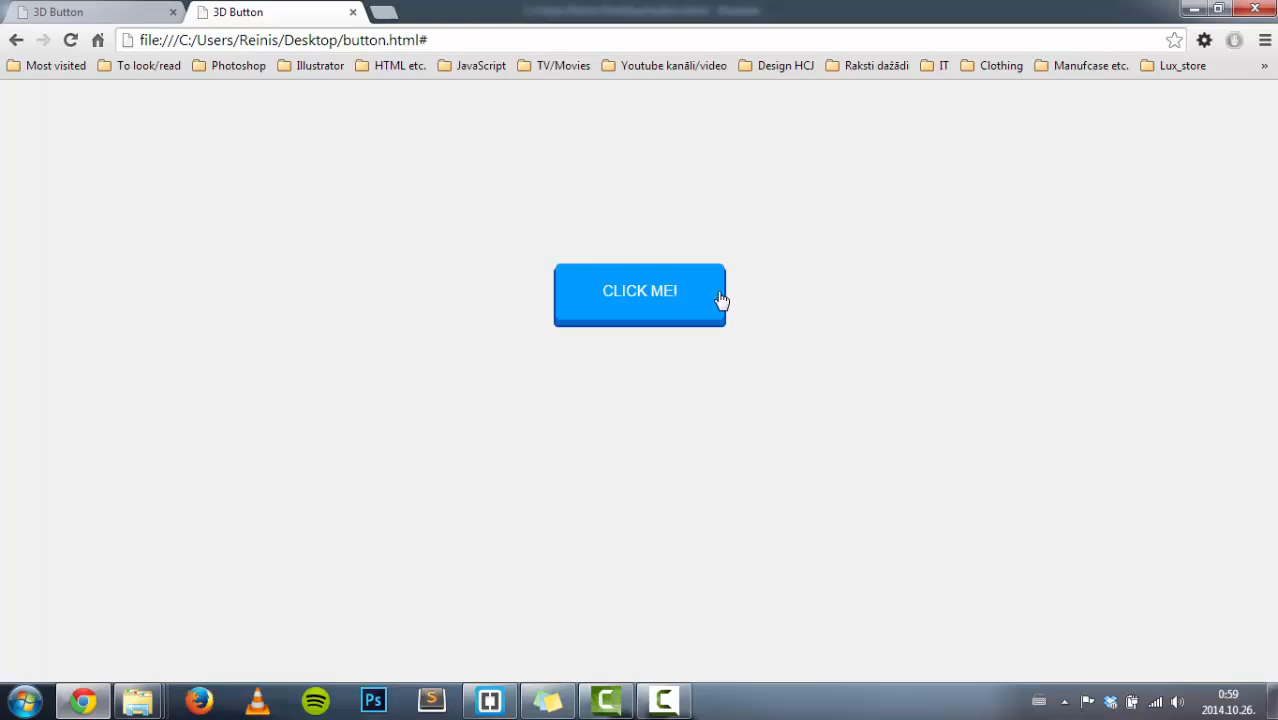 3D Button
3D Button
file:///C:/Users/Reinis/Desktop/button.html#
Most visited To look/read Photoshop Illustrator HTML etc. JavaScript TV/Movies Youtube kanāli/video Design HCJ Raksti dažādi IT Clothing Manufcase etc. Lux_store »
CLICK ME!
Ps S
0:59
2014.10.26.